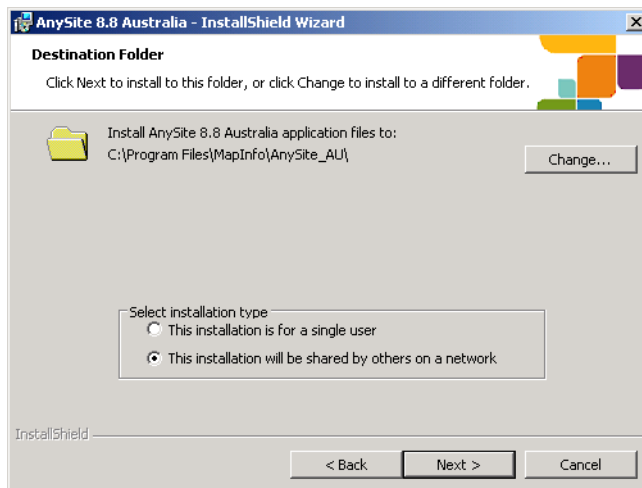 AnySite 8.8 Australia - InstallShield Wizard
Destination Folder
Click Next to install to this folder, or click Change to install to a different folder.
Install AnySite 8.8 Australia application files to:
C:\Program Files\MapInfo\AnySite_AU\
Change...
Select installation type
This installation is for a single user
This installation will be shared by others on a network
InstallShield
< Back
Next >
Cancel